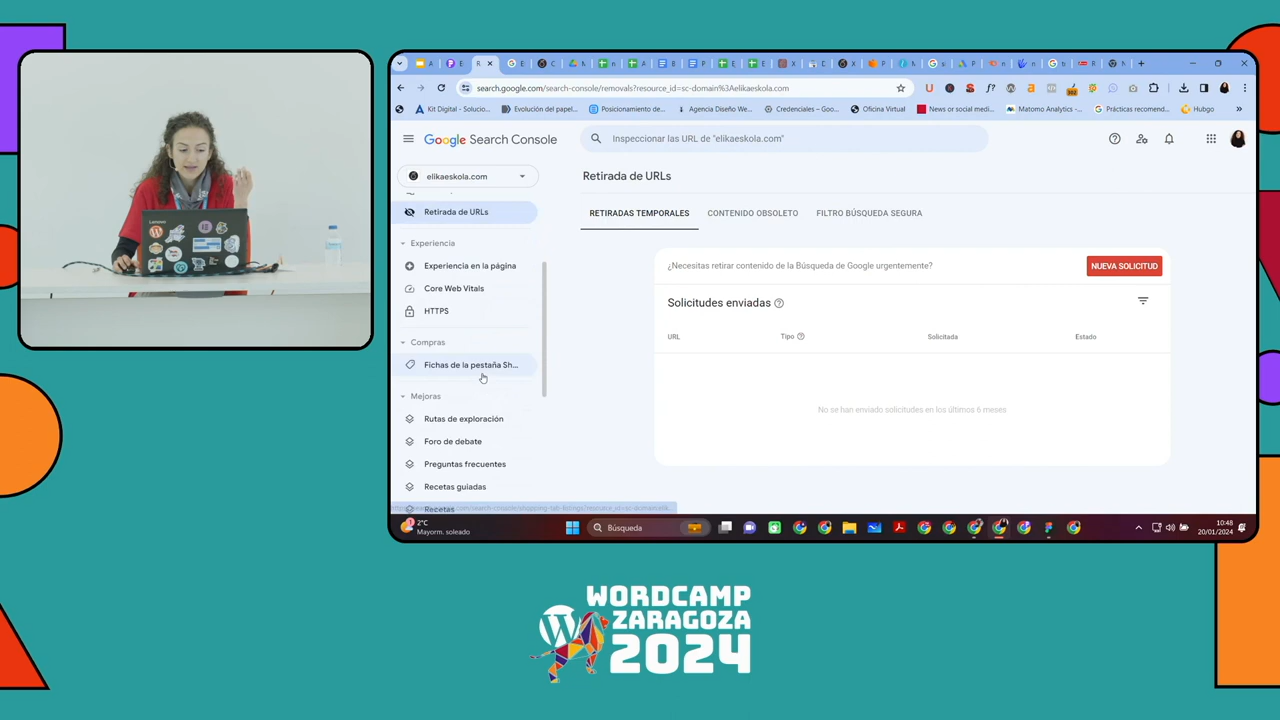 search.google.com/search-console/removals?resource_id=sc-domain%3Aelikaeskola.com
Kit Digital - Solucio...
Evolución del papel...
Posicionamiento de...
Agencia Diseño We...
Credenciales – Goo...
Oficina Virtual
News or social medi...
Matomo Analytics -...
Prácticas recomend...
Hubgo
Google Search Console
Inspeccionar las URL de "elikaeskola.com"
elikaeskola.com
Retirada de URLs
Retirada de URLs
RETIRADAS TEMPORALES
CONTENIDO OBSOLETO
FILTRO BÚSQUEDA SEGURA
Experiencia
Experiencia en la página
Core Web Vitals
HTTPS
Compras
Fichas de la pestaña Sh...
Mejoras
Rutas de exploración
Foro de debate
Preguntas frecuentes
Recetas guiadas
Recetas
¿Necesitas retirar contenido de la Búsqueda de Google urgentemente?
NUEVA SOLICITUD
Solicitudes enviadas
URL
Tipo
Solicitada
Estado
No se han enviado solicitudes en los últimos 6 meses
2°C
Mayorm. soleado
Búsqueda
10:48
20/01/2024
Lenovo
WORDCAMP
ZARAGOZA
2024